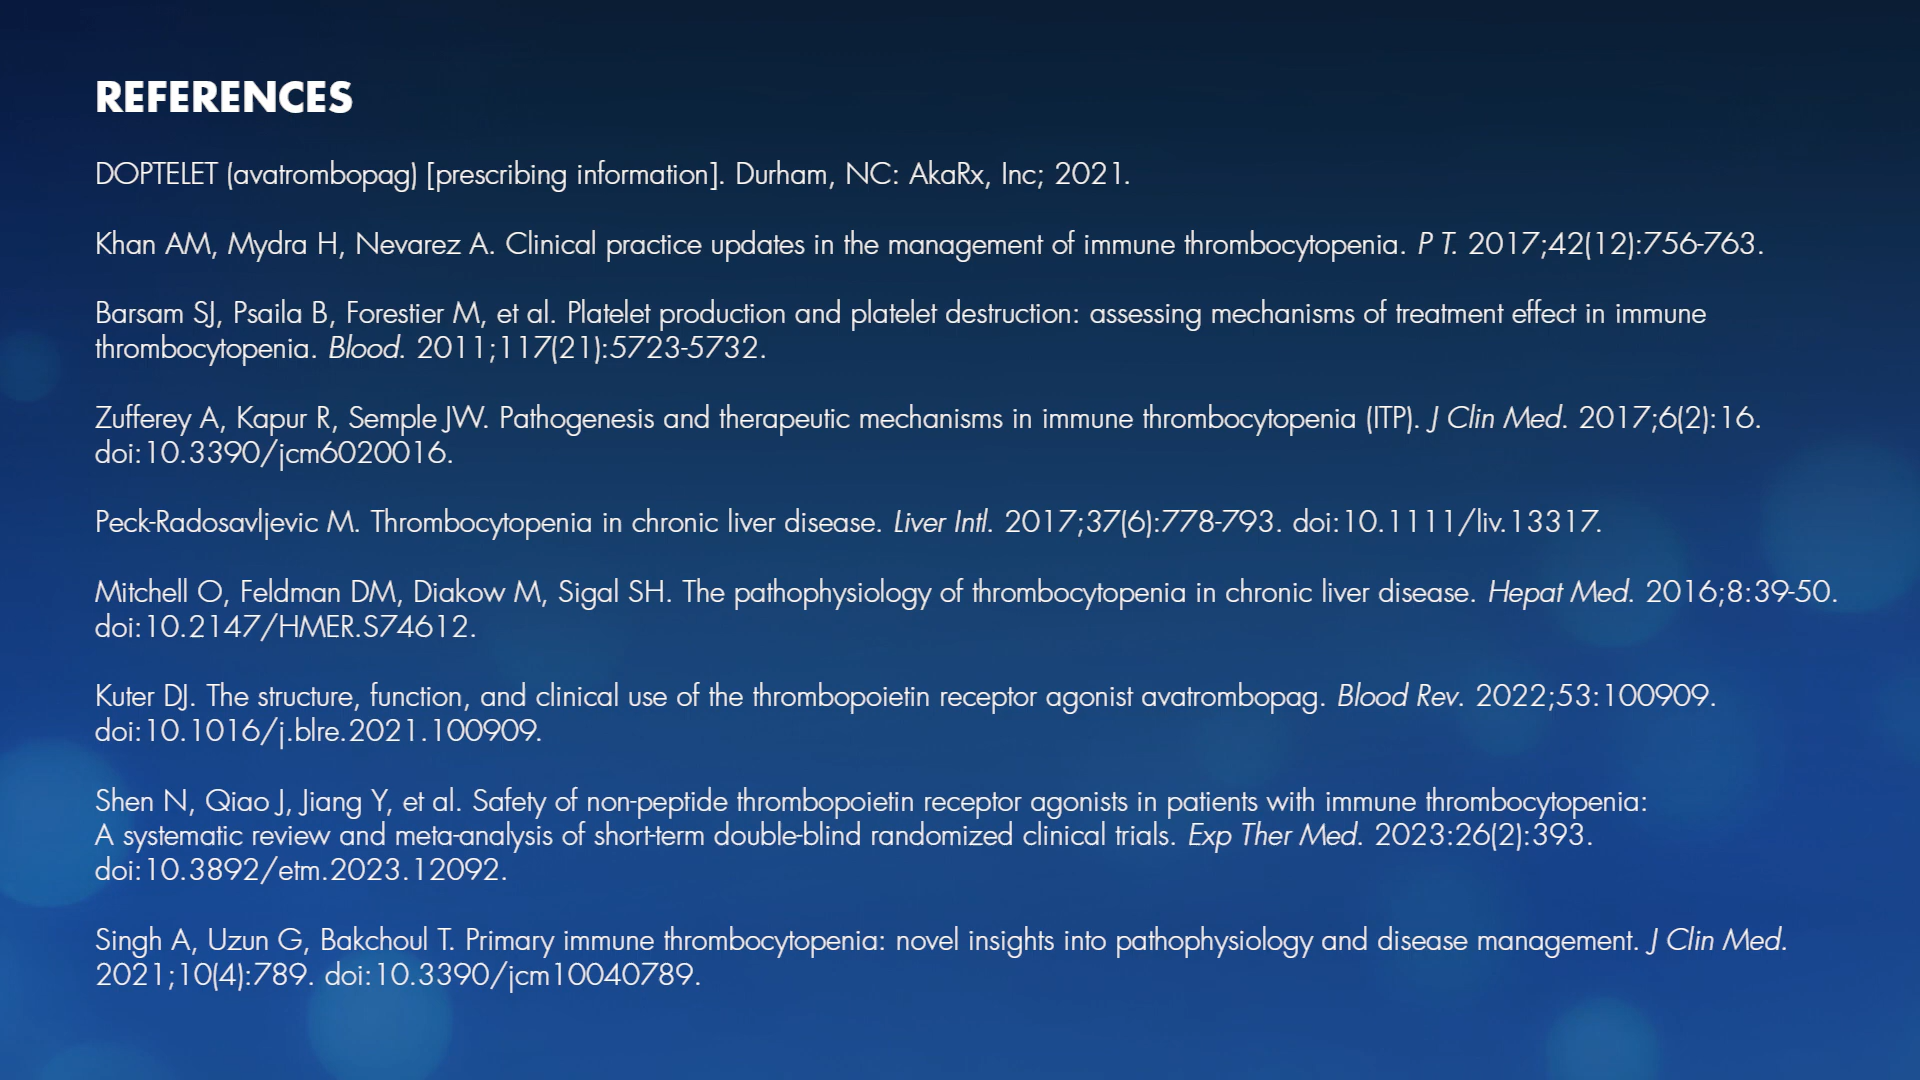 REFERENCES
DOPTELET (avatrombopag) [prescribing information]. Durham, NC: AkaRx, Inc; 2021.
Khan AM, Mydra H, Nevarez A. Clinical practice updates in the management of immune thrombocytopenia. P T. 2017;42(12):756-763.
Barsam SJ, Psaila B, Forestier M, et al. Platelet production and platelet destruction: assessing mechanisms of treatment effect in immune
thrombocytopenia. Blood. 2011;117(21):5723-5732.
Zufferey A, Kapur R, Semple JW. Pathogenesis and therapeutic mechanisms in immune thrombocytopenia (ITP). J Clin Med. 2017;6(2):16.
doi:10.3390/jcm6020016.
Peck-Radosavljevic M. Thrombocytopenia in chronic liver disease. Liver Intl. 2017;37(6):778-793. doi:10.1111/liv.13317.
Mitchell O, Feldman DM, Diakow M, Sigal SH. The pathophysiology of thrombocytopenia in chronic liver disease. Hepat Med. 2016;8:39-50.
doi:10.2147/HMER.S74612.
Kuter DJ. The structure, function, and clinical use of the thrombopoietin receptor agonist avatrombopag. Blood Rev. 2022;53:100909.
doi:10.1016/j.blre.2021.100909.
Shen N, Qiao J, Jiang Y, et al. Safety of non-peptide thrombopoietin receptor agonists in patients with immune thrombocytopenia:
A systematic review and meta-analysis of short-term double-blind randomized clinical trials. Exp Ther Med. 2023:26(2):393.
doi:10.3892/etm.2023.12092.
Singh A, Uzun G, Bakchoul T. Primary immune thrombocytopenia: novel insights into pathophysiology and disease management. J Clin Med.
2021;10(4):789. doi:10.3390/jcm10040789.